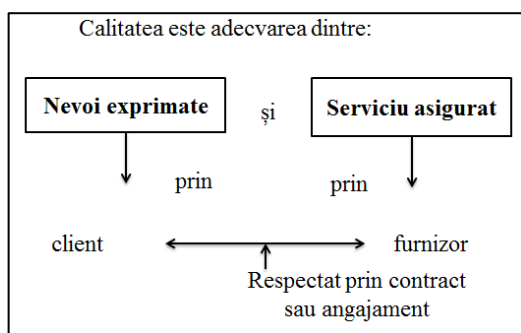 Calitatea este adecvarea dintre:
Nevoi exprimate și Serviciu asigurat
prin prin
client furnizor
Respectat prin contract
sau angajament